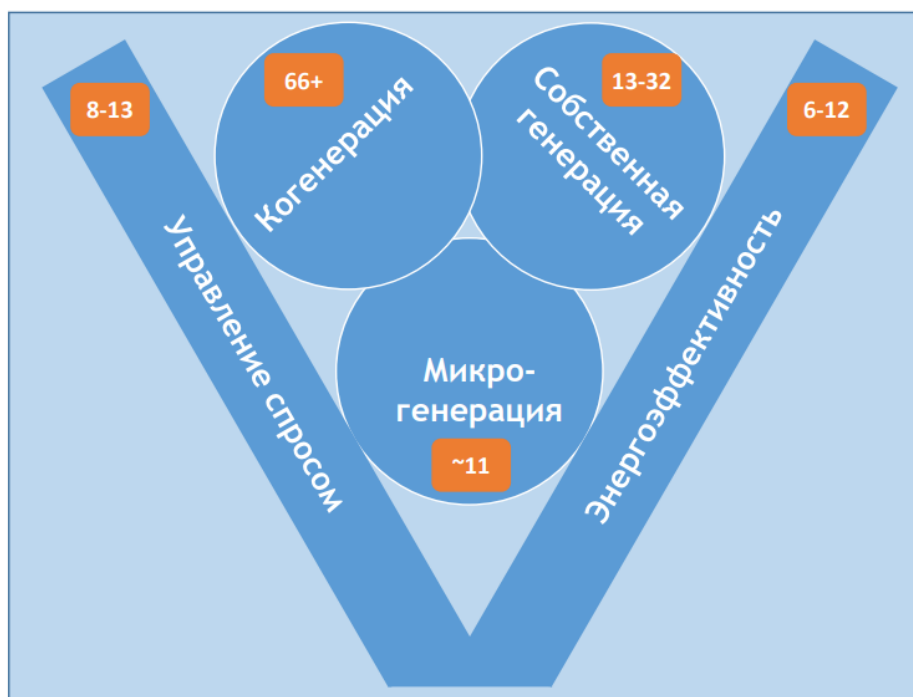 8-13
Управление спросом
66+
Когенерация
13-32
Собственная
генерация
6-12
Энергоэффективность
Микро-
генерация
~11